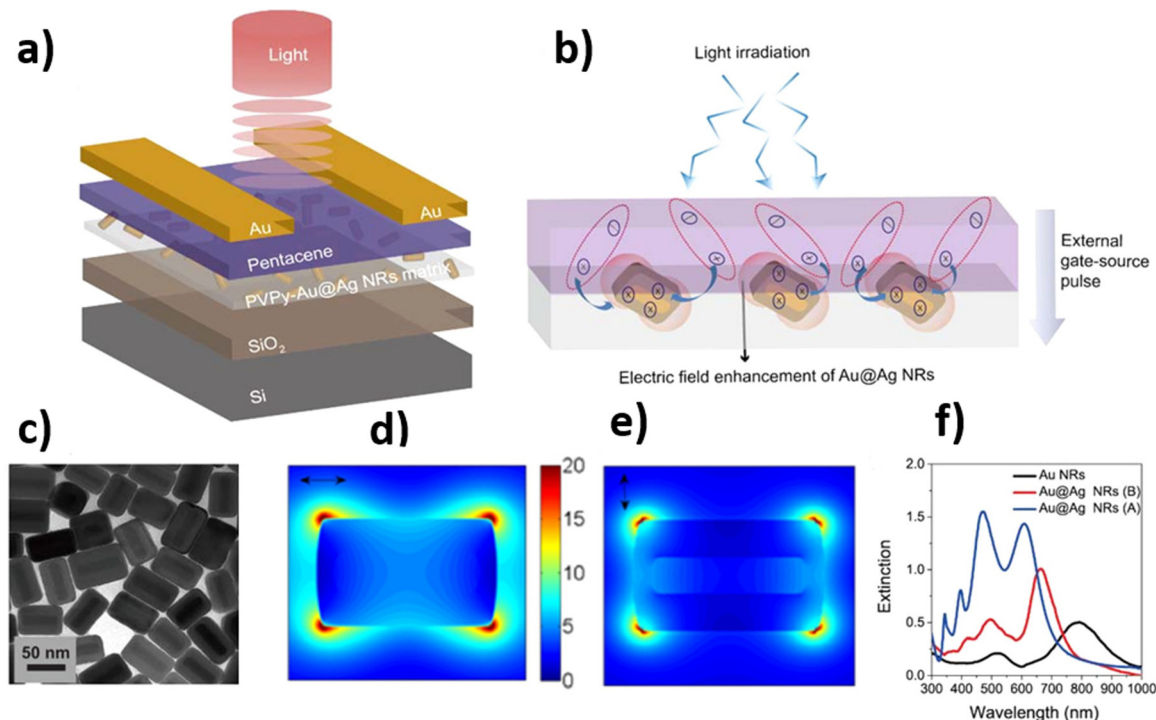 a)
Light
Au
Au
Pentacene
PVPy-Au@Ag NRs matrix
SiO2
Si
b)
Light irradiation
External
gate-source
pulse
Electric field enhancement of Au@Ag NRs
c)
50 nm
d)
20
15
10
5
0
e)
f)
Extinction
2.0
1.5
1.0
0.5
0.0
Au NRs
Au@Ag NRs (B)
Au@Ag NRs (A)
300 400 500 600 700 800 900 1000
Wavelength (nm)